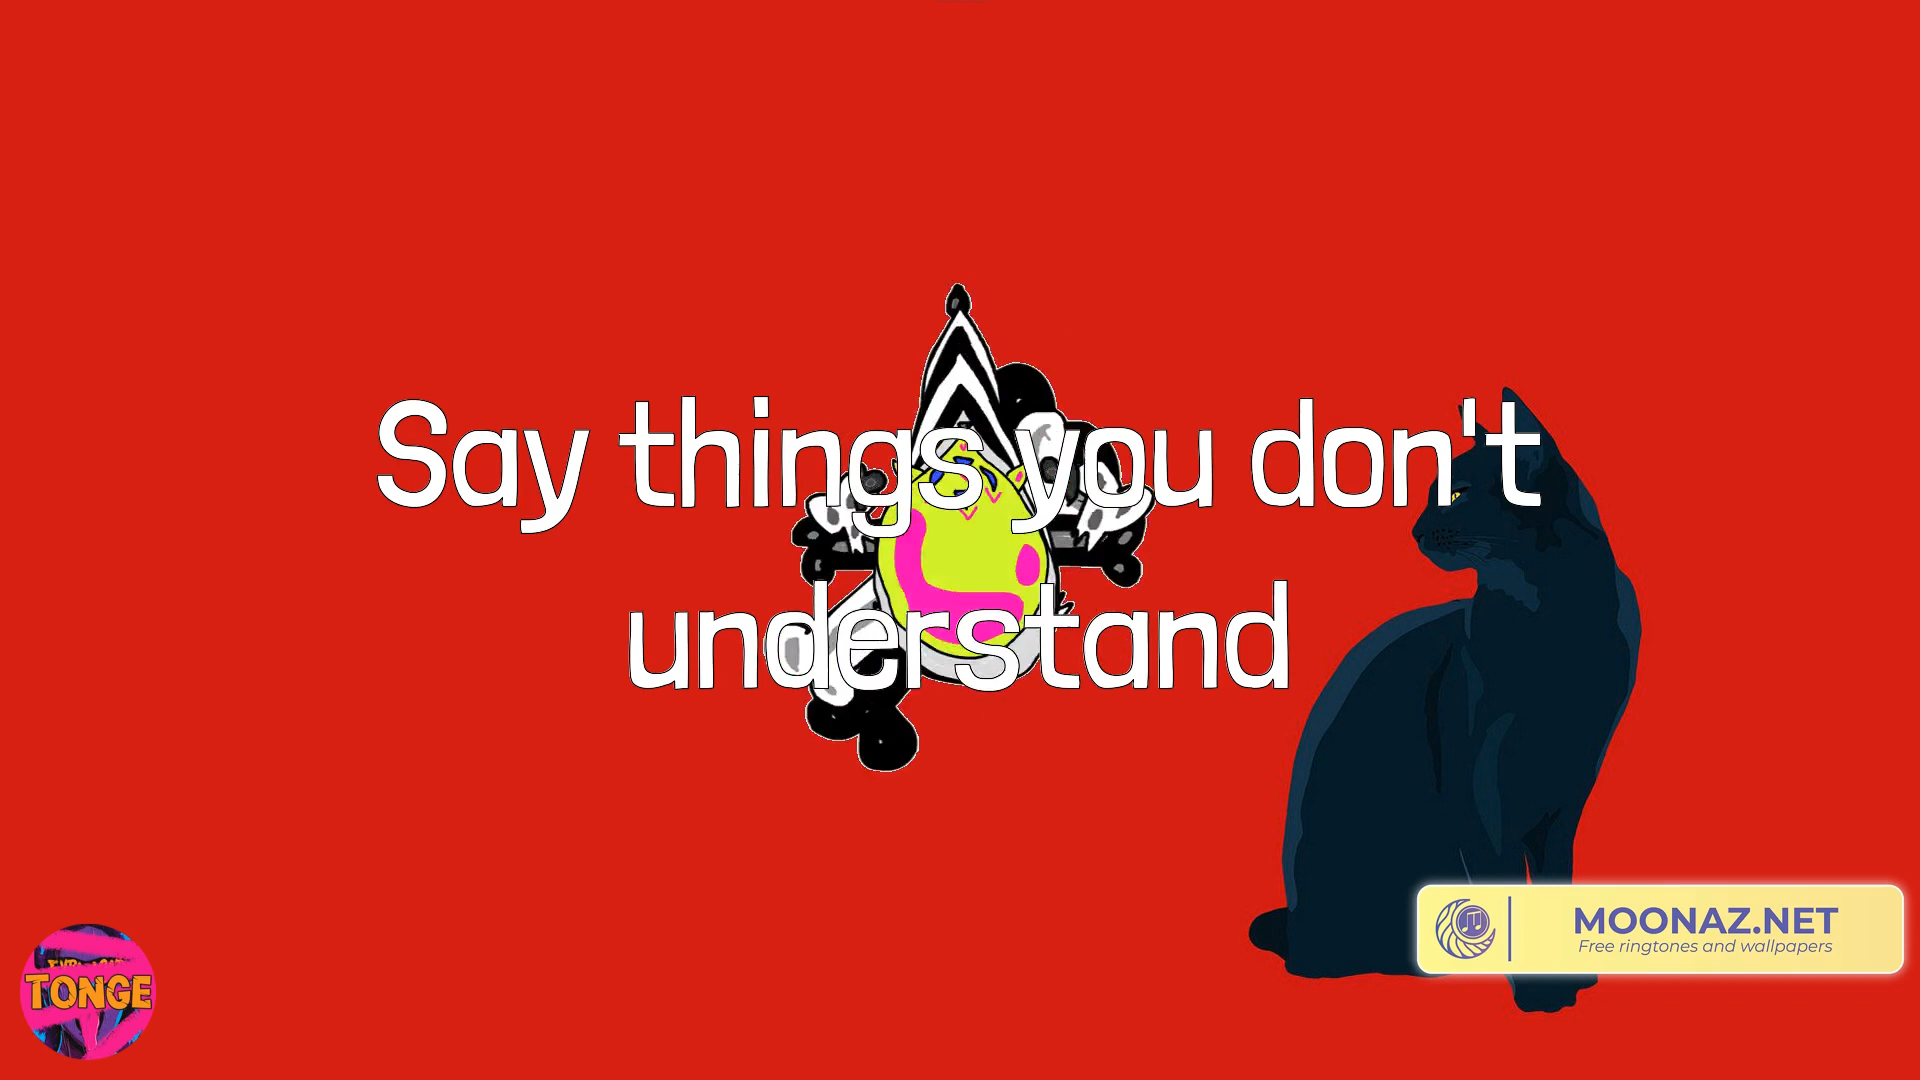 Say things you don't
understand
MOONAZ.NET
Free ringtones and wallpapers
TONGE